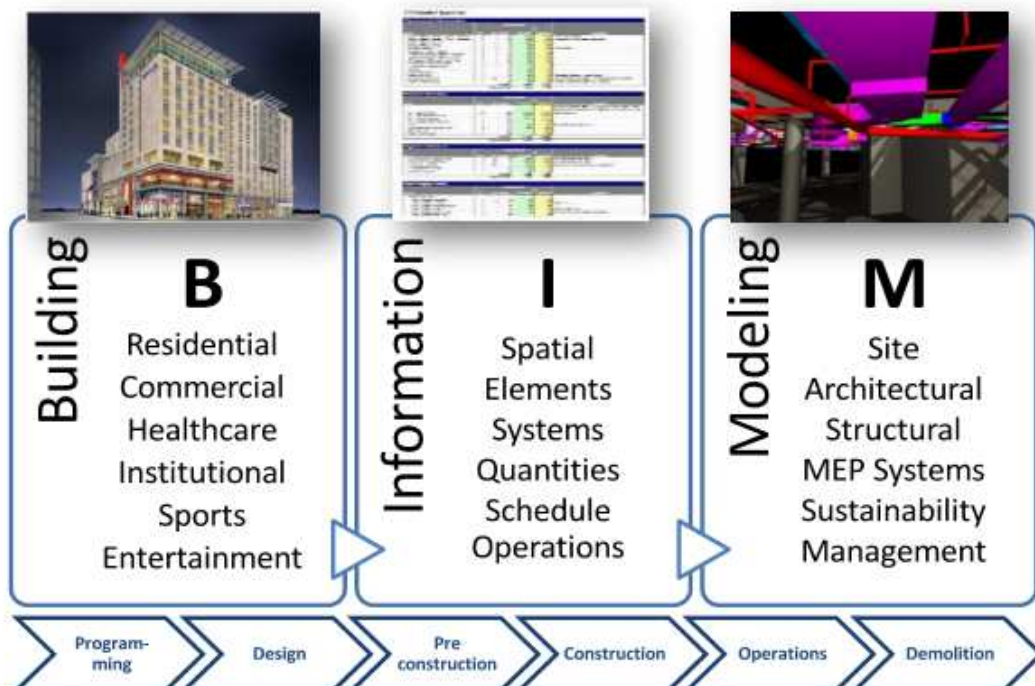 Building
B
Residential
Commercial
Healthcare
Institutional
Sports
Entertainment
Information
I
Spatial
Elements
Systems
Quantities
Schedule
Operations
Modeling
M
Site
Architectural
Structural
MEP Systems
Sustainability
Management
Program-
ming
Design
Pre
construction
Construction
Operations
Demolition